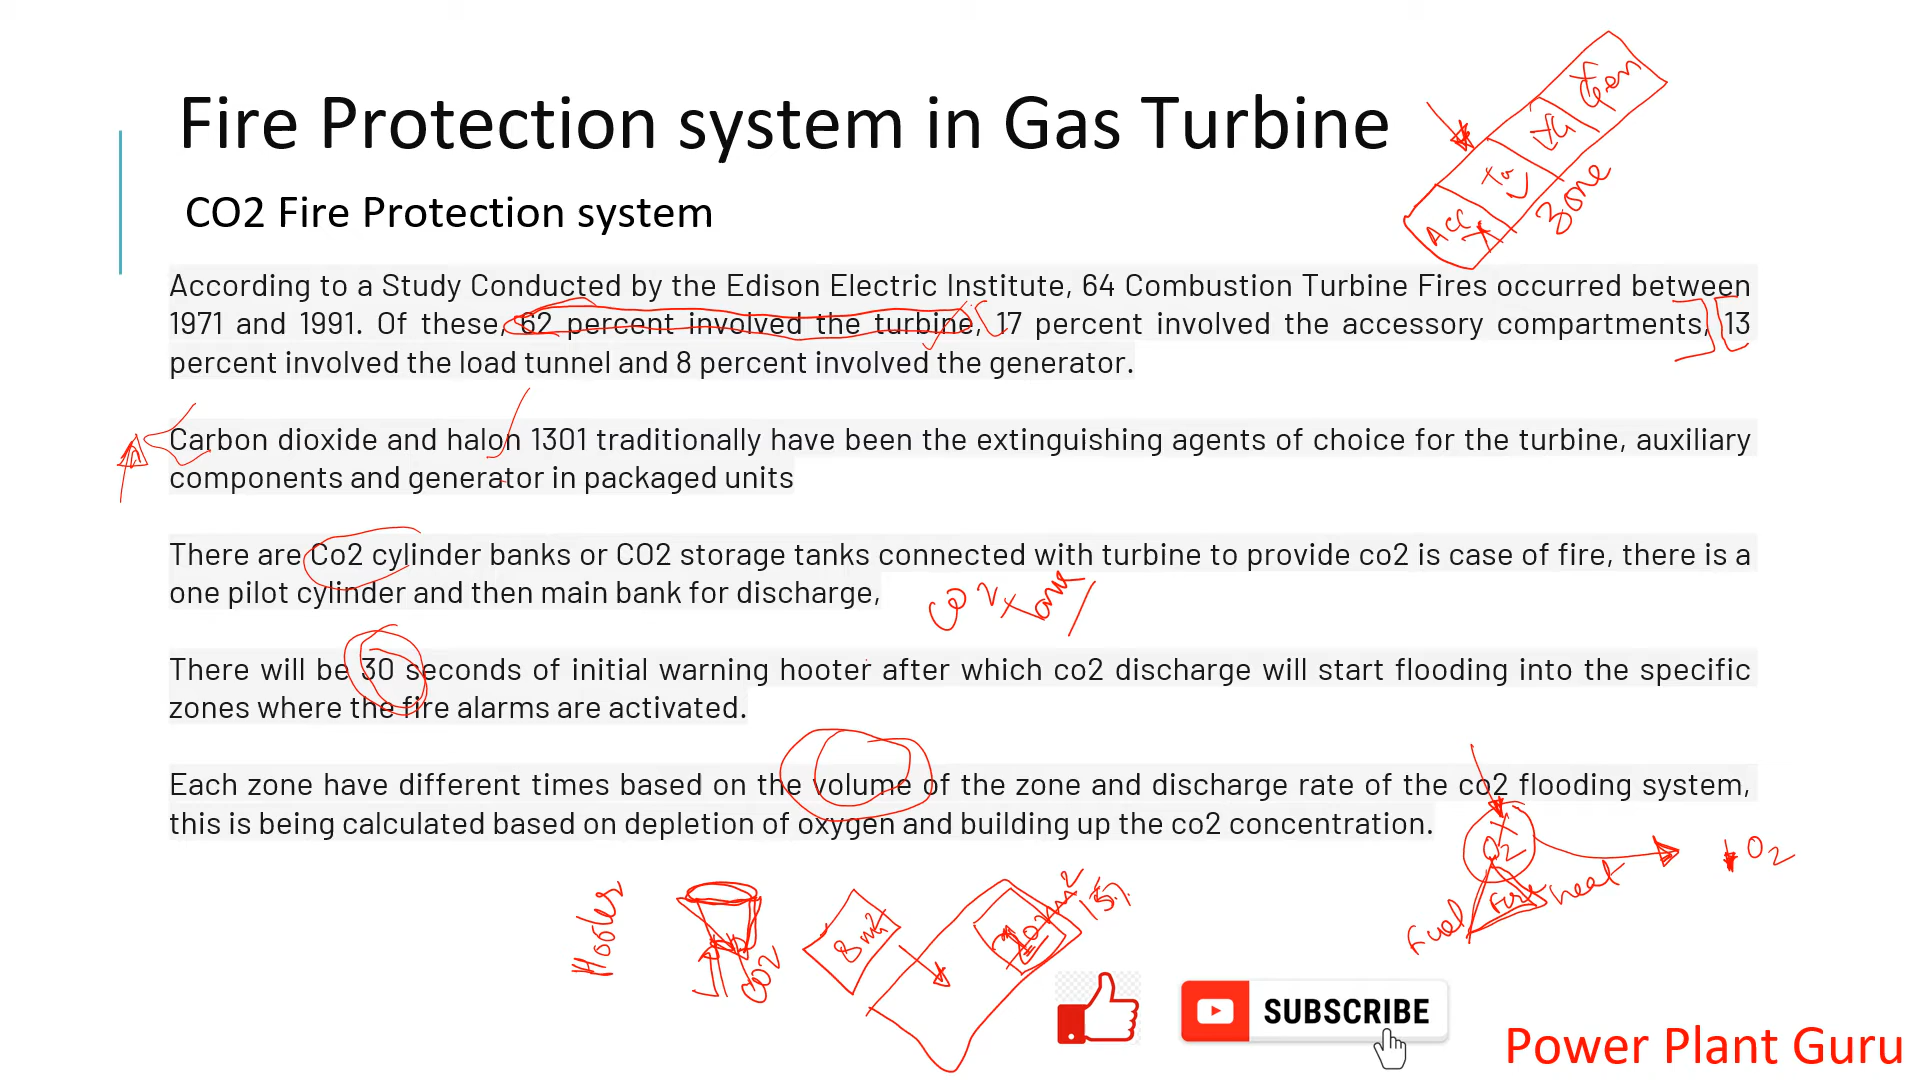 Fire Protection system in Gas Turbine
Gen
Acc
zone
CO2 Fire Protection system
According to a Study Conducted by the Edison Electric Institute, 64 Combustion Turbine Fires occurred between
1971 and 1991. Of these, 62 percent involved the turbine, 17 percent involved the accessory compartments, 13
percent involved the load tunnel and 8 percent involved the generator.
Carbon dioxide and halon 1301 traditionally have been the extinguishing agents of choice for the turbine, auxiliary
components and generator in packaged units
There are Co2 cylinder banks or CO2 storage tanks connected with turbine to provide co2 is case of fire, there is a
one pilot cylinder and then main bank for discharge,
CO2 Tank
There will be 30 seconds of initial warning hooter after which co2 discharge will start flooding into the specific
zones where the fire alarms are activated.
Each zone have different times based on the volume of the zone and discharge rate of the co2 flooding system,
this is being calculated based on depletion of oxygen and building up the co2 concentration.
O2
O2
Fuel
heat
Hooter
CO2
8 m2
15%
SUBSCRIBE
Power Plant Guru